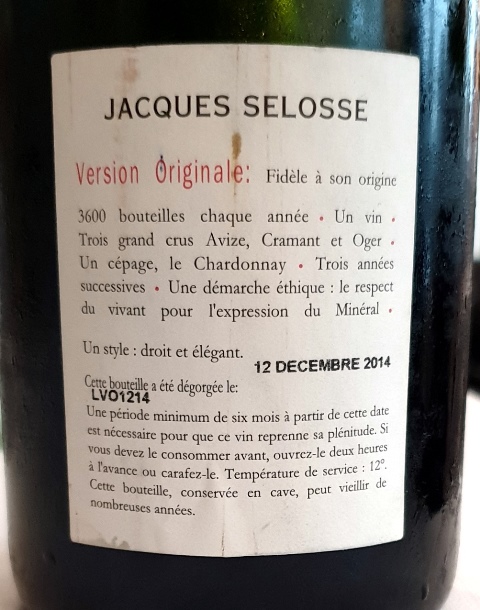 JACQUES SELOSSE
Version Originale: Fidèle à son origine
3600 bouteilles chaque année • Un vin •
Trois grand crus Avize, Cramant et Oger •
Un cépage, le Chardonnay • Trois années
successives • Une démarche éthique : le respect
du vivant pour l'expression du Minéral •
Un style : droit et élégant.
12 DECEMBRE 2014
Cette bouteille a été dégorgée le:
LVO1214
Une période minimum de six mois à partir de cette date
est nécessaire pour que ce vin reprenne sa plénitude. Si
vous devez le consommer avant, ouvrez-le deux heures
à l'avance ou carafez-le. Température de service : 12°.
Cette bouteille, conservée en cave, peut vieillir de
nombreuses années.